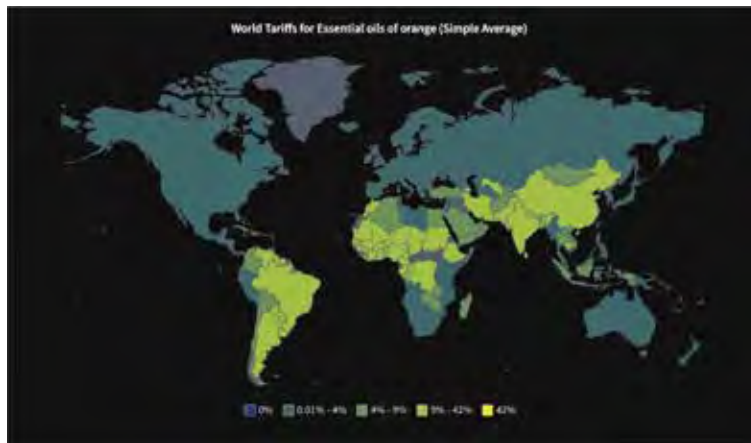 World Tariffs for Essential oils of orange (Simple Average)
0% 0.01% - 4% 4% - 9% 9% - 42% 42%